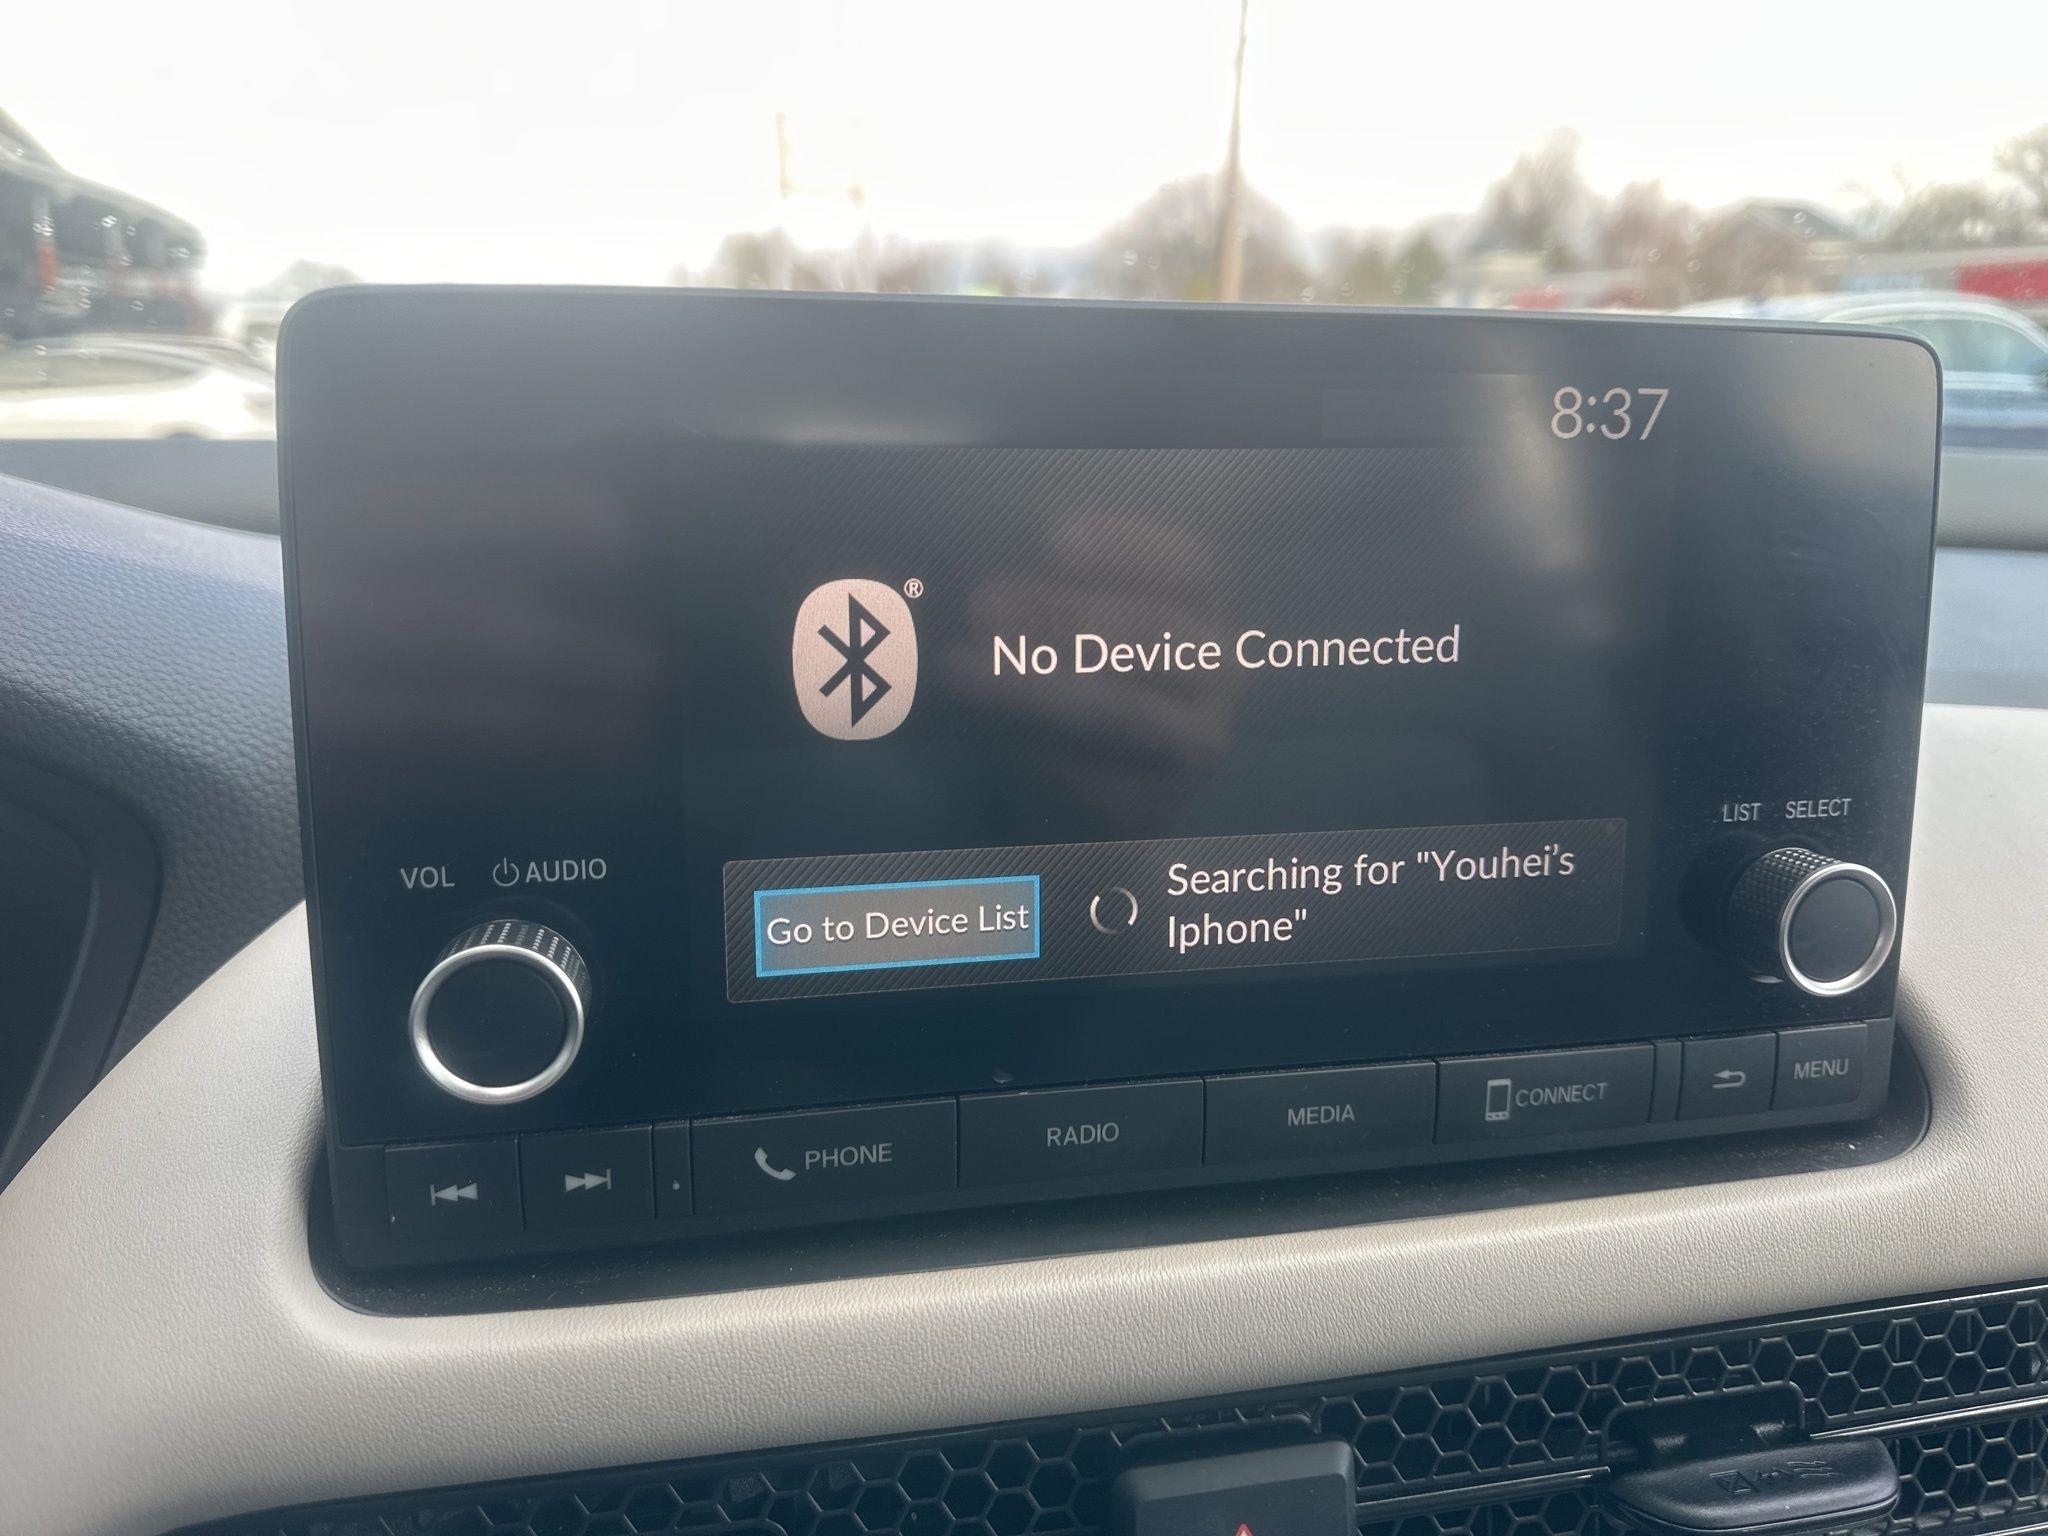 8:37
®
No Device Connected
LIST SELECT
VOL AUDIO
Go to Device List
Searching for "Youhei’s
Iphone"
PHONE
RADIO
MEDIA
CONNECT
MENU